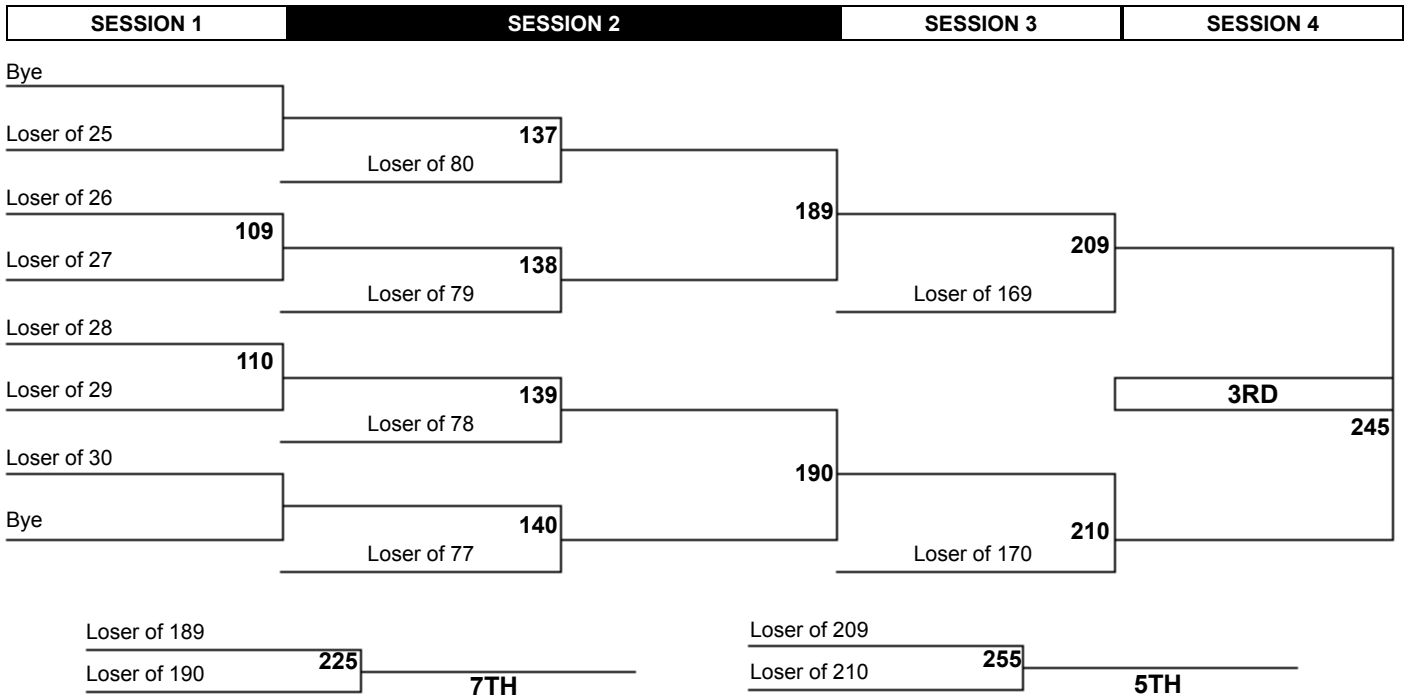 SESSION 1 SESSION 2 SESSION 3 SESSION 4
Bye
Loser of 25
137
Loser of 80
Loser of 26
189
109
209
Loser of 27
138
Loser of 79
Loser of 169
Loser of 28
110
Loser of 29
139
3RD
Loser of 78
245
Loser of 30
190
Bye
140
210
Loser of 77
Loser of 170
Loser of 189
225
Loser of 190
7TH
Loser of 209
255
Loser of 210
5TH